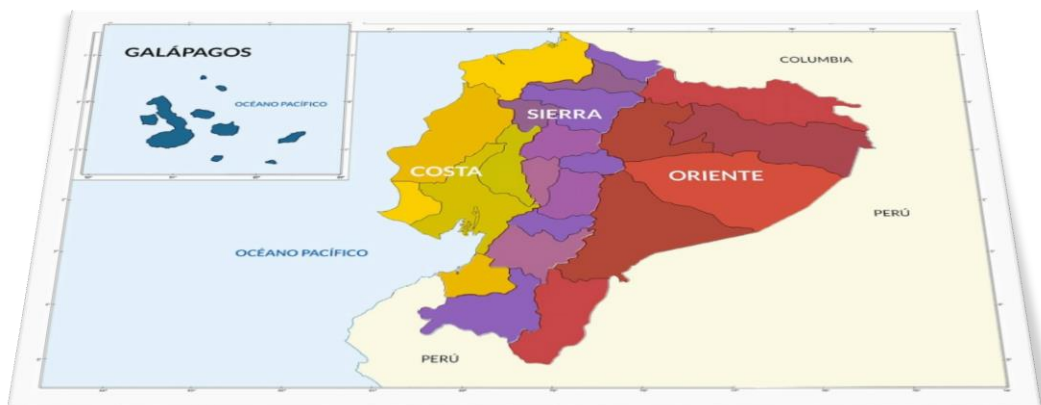 GALÁPAGOS
OCÉANO PACÍFICO
COLUMBIA
SIERRA
COSTA
ORIENTE
PERÚ
OCÉANO PACÍFICO
PERÚ